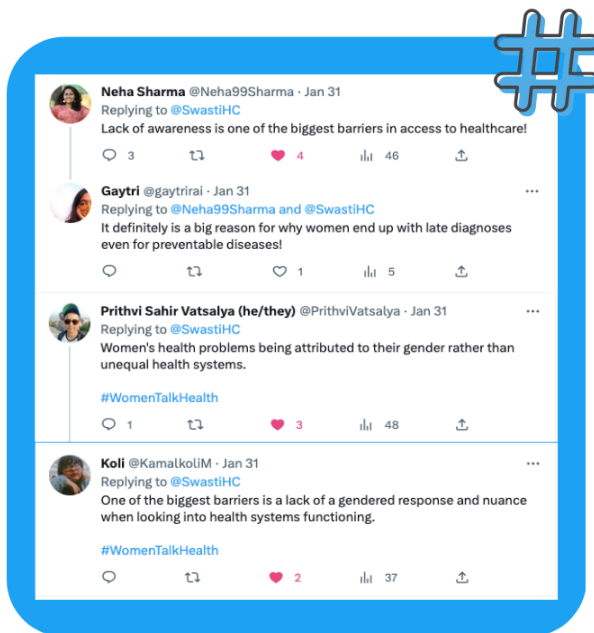 Neha Sharma @Neha99Sharma · Jan 31
Replying to @SwastiHC
Lack of awareness is one of the biggest barriers in access to healthcare!
3 4 46
Gaytri @gaytrirai · Jan 31
Replying to @Neha99Sharma and @SwastiHC
It definitely is a big reason for why women end up with late diagnoses
even for preventable diseases!
1 5
Prithvi Sahir Vatsalya (he/they) @PrithviVatsalya · Jan 31
Replying to @SwastiHC
Women's health problems being attributed to their gender rather than
unequal health systems.
#WomenTalkHealth
1 3 48
Koli @KamalkoliM · Jan 31
Replying to @SwastiHC
One of the biggest barriers is a lack of a gendered response and nuance
when looking into health systems functioning.
#WomenTalkHealth
2 37